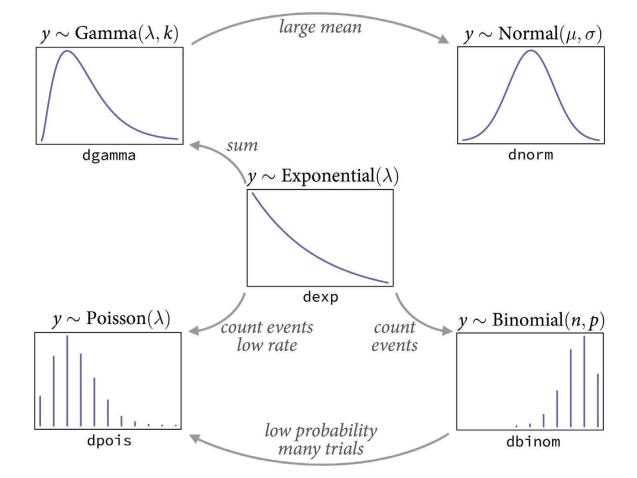 y ~ Gamma(λ, k)
large mean
y ~ Normal(μ, σ)
dgamma
dnorm
sum
y ~ Exponential(λ)
dexp
y ~ Poisson(λ)
count events
low rate
count
events
y ~ Binomial(n, p)
dpois
low probability
many trials
dbinom